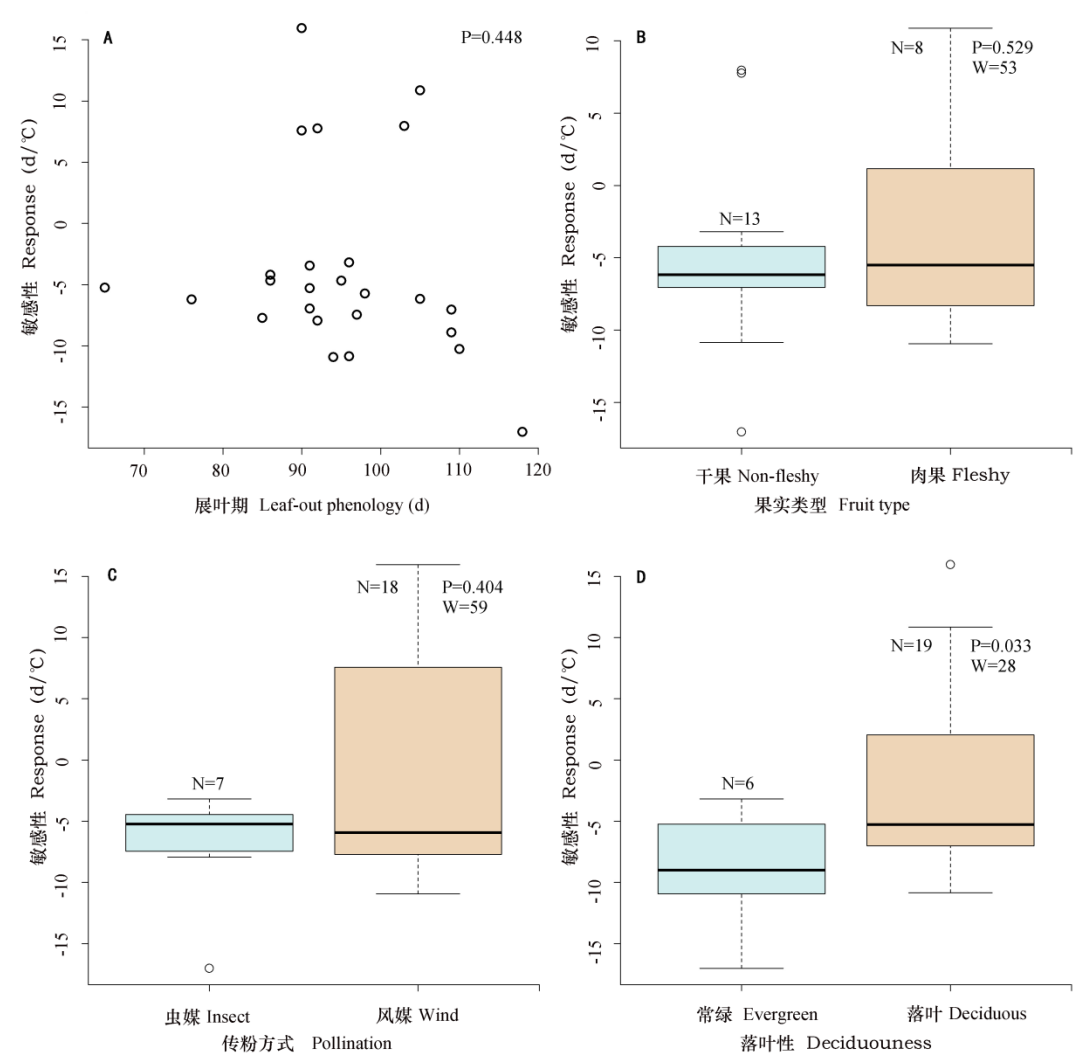 A
P=0.448
敏感性 Response (d/℃)
15
10
5
0
-5
-10
-15
70
80
90
100
110
120
展叶期 Leaf-out phenology (d)
B
N=8
P=0.529
W=53
N=13
敏感性 Response (d/℃)
10
5
0
-5
-10
-15
干果 Non-fleshy
肉果 Fleshy
果实类型 Fruit type
C
N=18
P=0.404
W=59
N=7
敏感性 Response (d/℃)
15
10
5
0
-5
-10
-15
虫媒 Insect
风媒 Wind
传粉方式 Pollination
D
N=19
P=0.033
W=28
N=6
敏感性 Response (d/℃)
15
10
5
0
-5
-10
-15
常绿 Evergreen
落叶 Deciduous
落叶性 Deciduouness